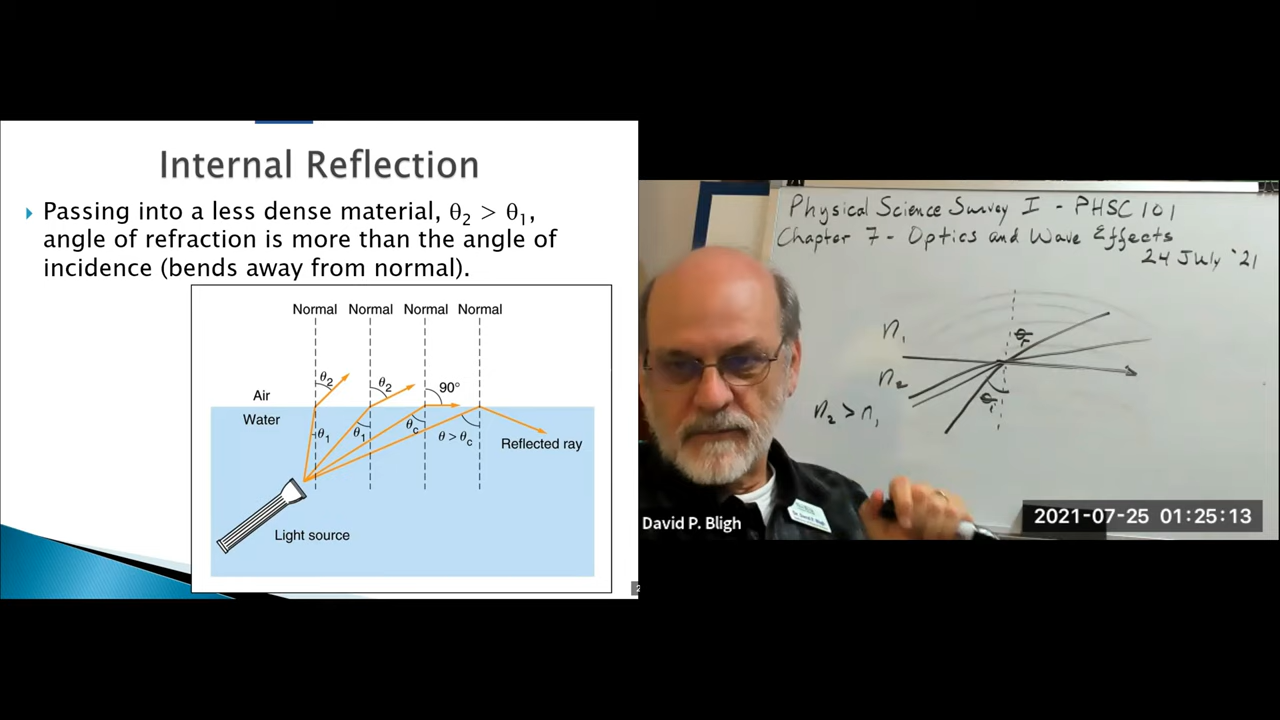 Internal Reflection
Passing into a less dense material, θ₂ > θ₁,
angle of refraction is more than the angle of
incidence (bends away from normal).
Normal Normal Normal Normal
θ₂ θ₂ 90°
Air
Water
θ₁ θ₁ θc θ > θc
Reflected ray
Light source
Physical Science Survey I - PHSC 101
Chapter 7 - Optics and Wave Effects
24 July '21
n₁
θr
n₂
θi
n₂ > n₁
David P. Bligh
2021-07-25 01:25:13